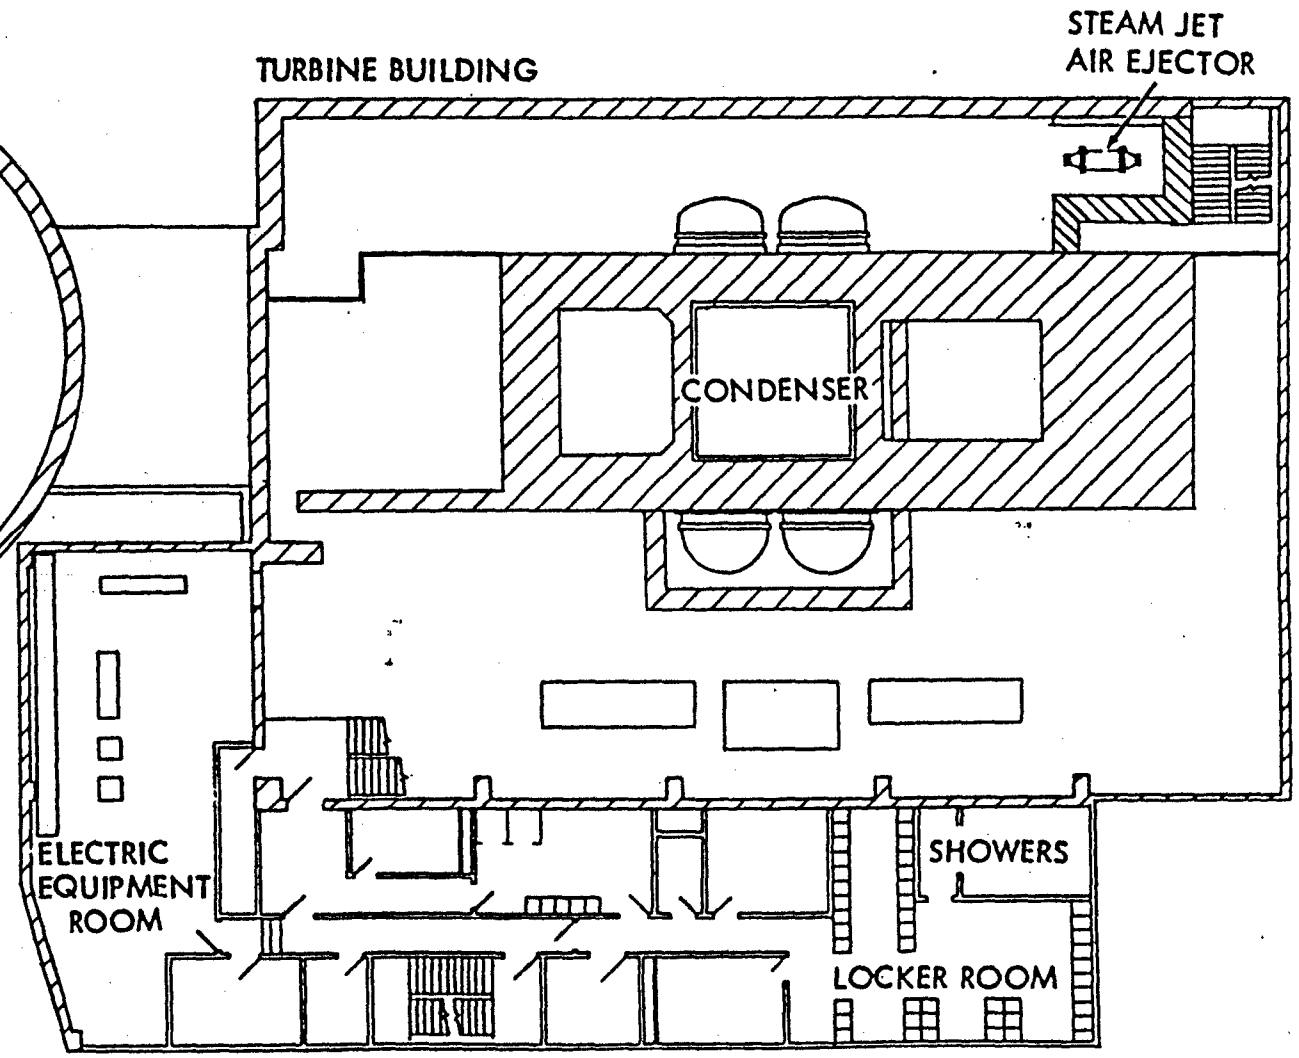 STEAM JET
AIR EJECTOR
TURBINE BUILDING
CONDENSER
ELECTRIC
EQUIPMENT
ROOM
SHOWERS
LOCKER ROOM